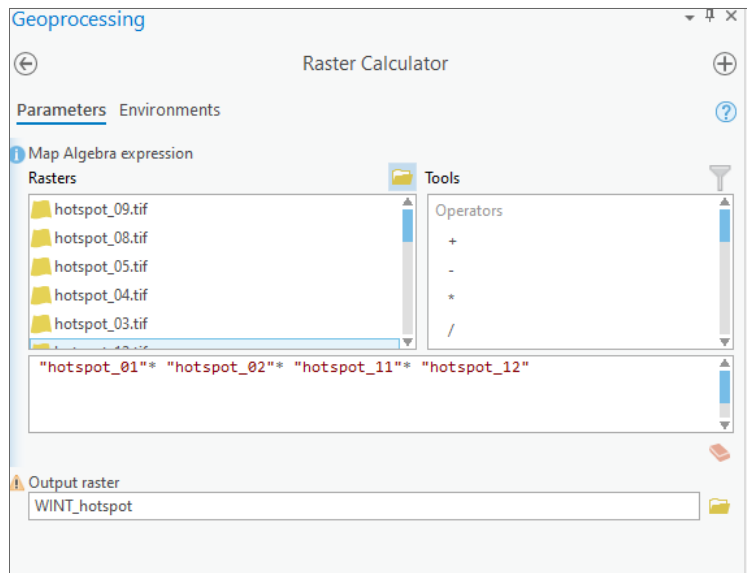 Geoprocessing
Raster Calculator
Parameters Environments
Map Algebra expression
Rasters
Tools
hotspot_09.tif
hotspot_08.tif
hotspot_05.tif
hotspot_04.tif
hotspot_03.tif
Operators
+
-
*
/
"hotspot_01"* "hotspot_02"* "hotspot_11"* "hotspot_12"
Output raster
WINT_hotspot